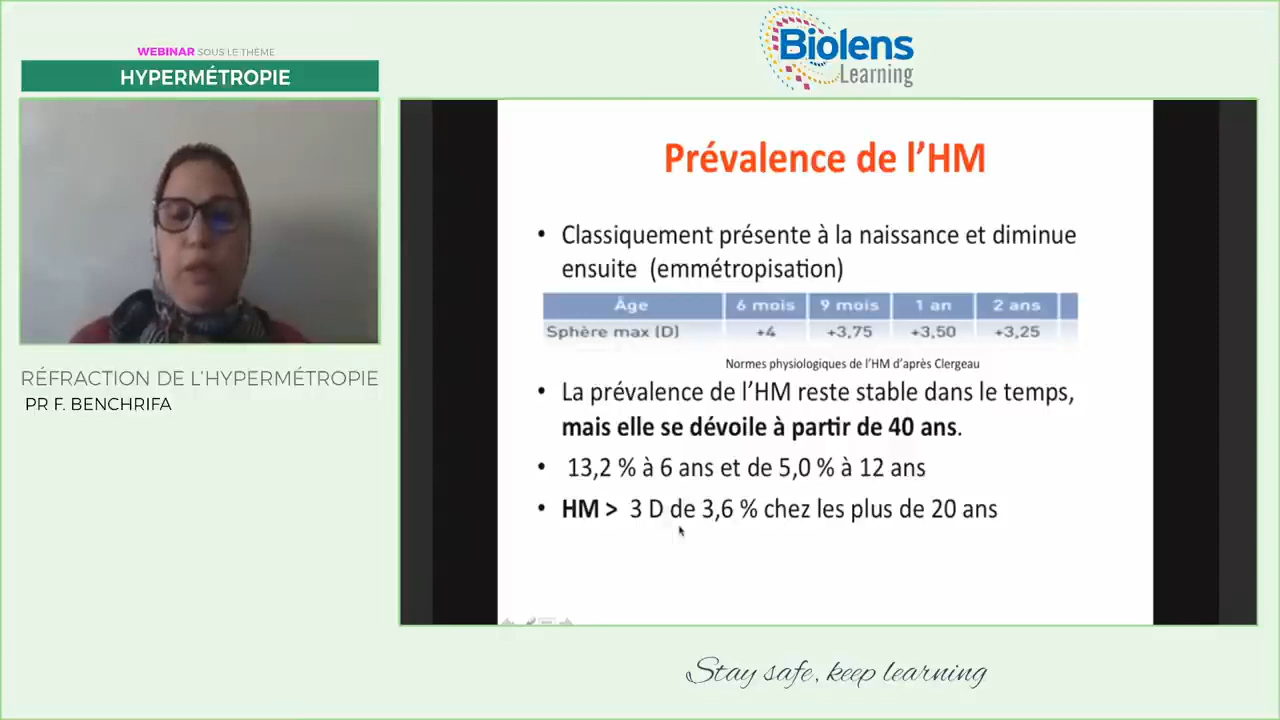 WEBINAR SOUS LE THÈME
HYPERMÉTROPIE
Biolens
Learning
RÉFRACTION DE L'HYPERMÉTROPIE
PR F. BENCHRIFA
Prévalence de l'HM
• Classiquement présente à la naissance et diminue
ensuite (emmétropisation)
Âge 6 mois 9 mois 1 an 2 ans
Sphère max (D) +4 +3,75 +3,50 +3,25
Normes physiologiques de l'HM d'après Clergeau
• La prévalence de l'HM reste stable dans le temps,
mais elle se dévoile à partir de 40 ans.
• 13,2 % à 6 ans et de 5,0 % à 12 ans
• HM > 3 D de 3,6 % chez les plus de 20 ans
Stay safe, keep learning